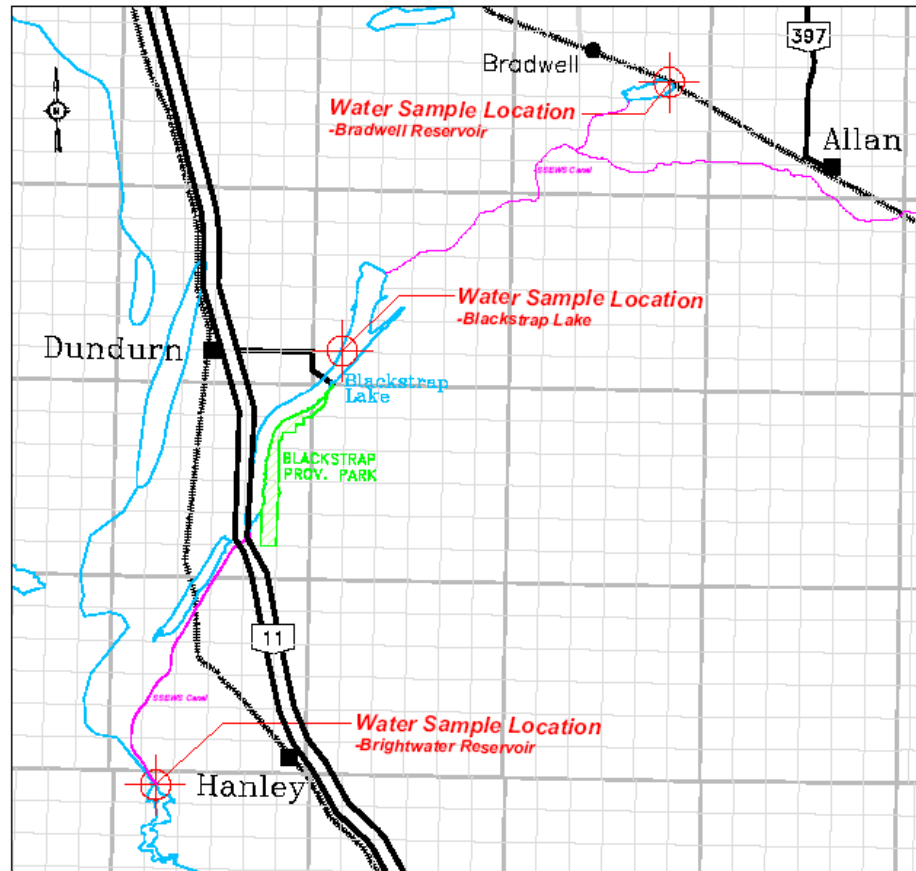 397
Bradwell
Water Sample Location
-Bradwell Reservoir
Allan
N
SSEWS Canal
Water Sample Location
-Blackstrap Lake
Dundurn
Blackstrap
Lake
BLACKSTRAP
PROV. PARK
11
SSEWS Canal
Water Sample Location
-Brightwater Reservoir
Hanley